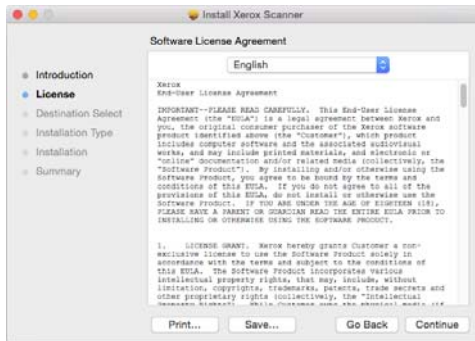 Install Xerox Scanner
Software License Agreement
English
Introduction
License
Destination Select
Installation Type
Installation
Summary
Xerox
End-User License Agreement
IMPORTANT--PLEASE READ CAREFULLY. This End-User License
Agreement (the "EULA") is a legal agreement between Xerox and
you, the original consumer purchaser of the Xerox software
product identified above (the "Customer"), which product
includes computer software and the associated audiovisual
works, and may include printed materials, and electronic or
"online" documentation and/or related media (collectively, the
"Software Product"). By installing and/or otherwise using the
Software Product, you agree to be bound by the terms and
conditions of this EULA. If you do not agree to all of the
provisions of this EULA, do not install or otherwise use the
Software Product. IF YOU ARE UNDER THE AGE OF EIGHTEEN (18),
PLEASE HAVE A PARENT OR GUARDIAN READ THE ENTIRE EULA PRIOR TO
INSTALLING OR OTHERWISE USING THE SOFTWARE PRODUCT.
1. LICENSE GRANT. Xerox hereby grants Customer a non-
exclusive license to use the Software Product solely in
accordance with the terms and subject to the conditions of
this EULA. The Software Product incorporates various
intellectual property rights, that may, include, without
limitation, copyrights, trademarks, patents, trade secrets and
other proprietary rights (collectively, the "Intellectual
Print...
Save...
Go Back
Continue